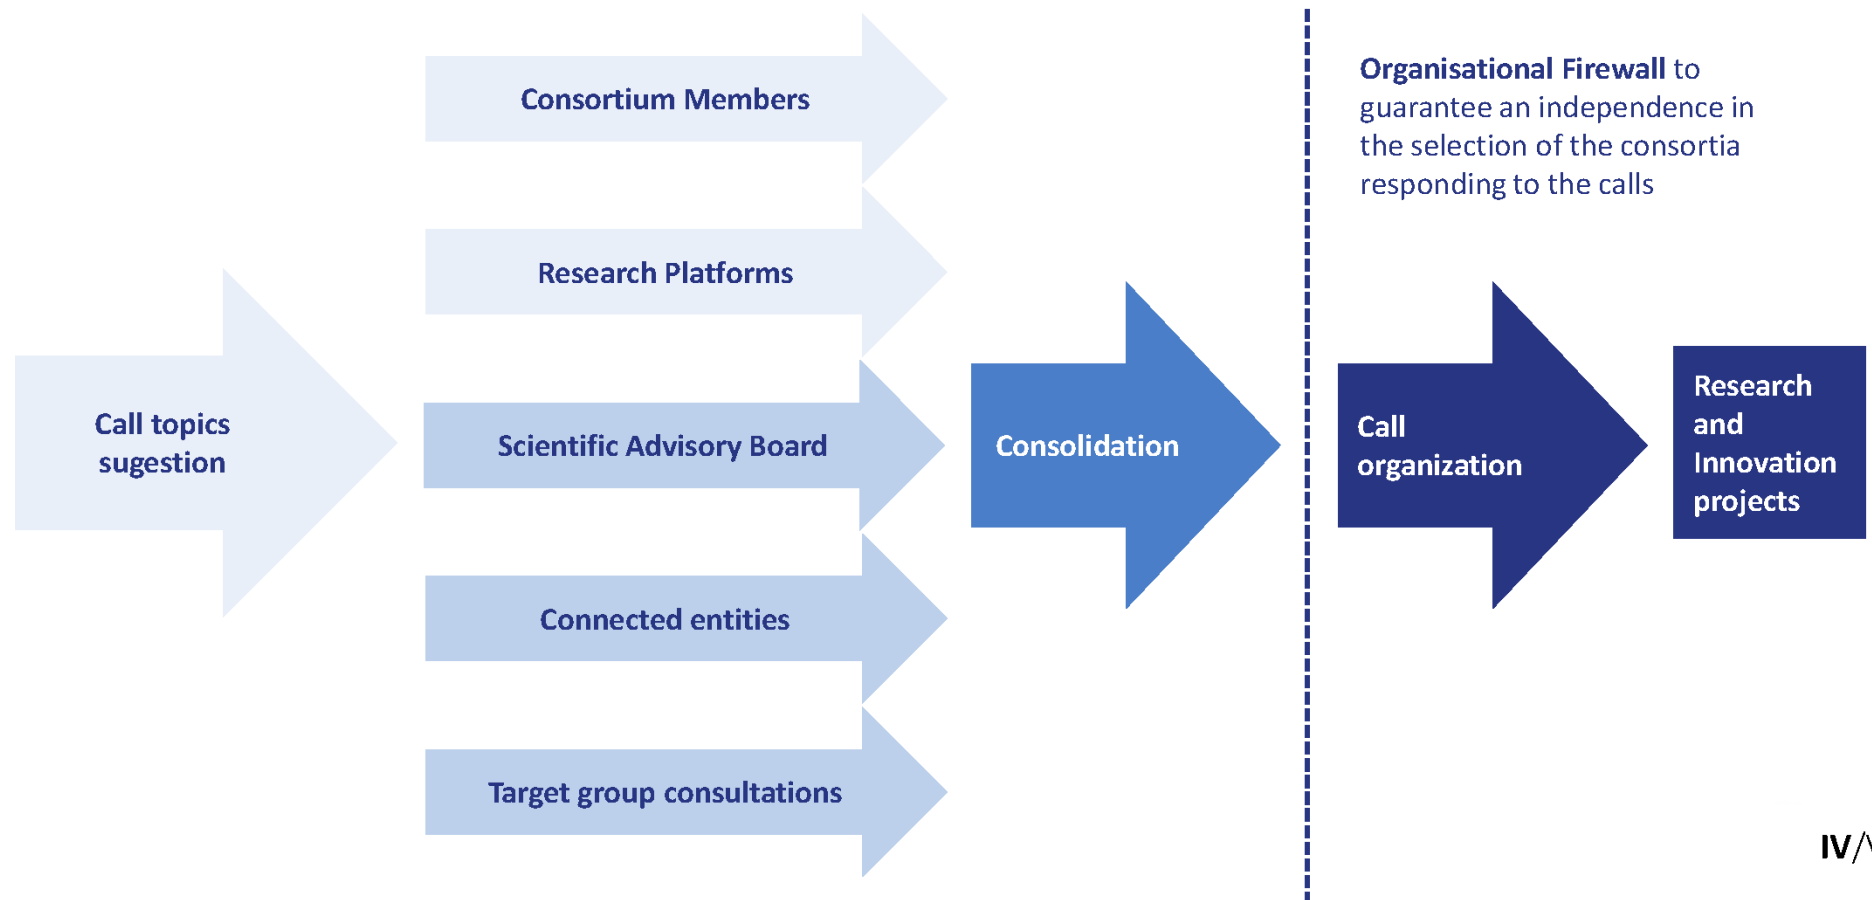 Call topics
sugestion
Consortium Members
Research Platforms
Scientific Advisory Board
Connected entities
Target group consultations
Consolidation
Organisational Firewall to
guarantee an independence in
the selection of the consortia
responding to the calls
Call
organization
Research
and
Innovation
projects
IV/